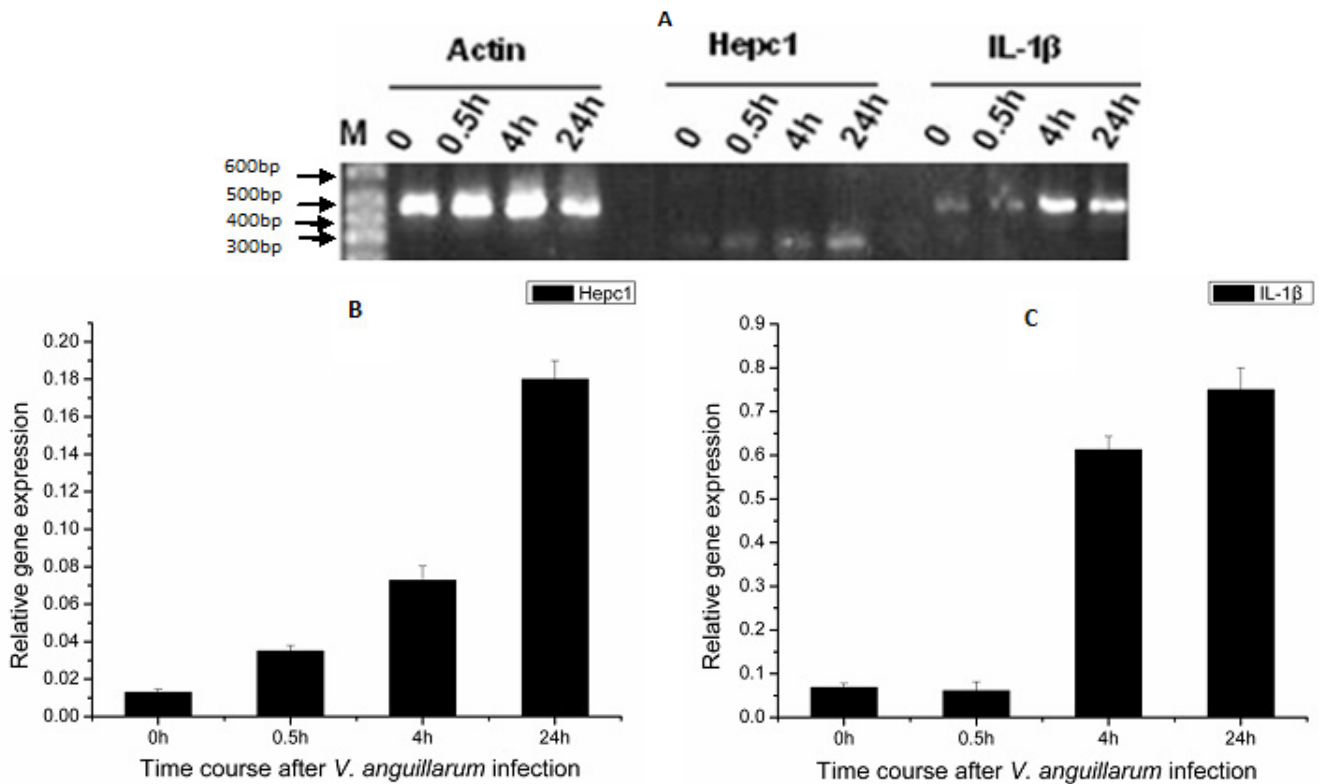 A
Actin Hepc1 IL-1β
M 0 0.5h 4h 24h 0 0.5h 4h 24h 0 0.5h 4h 24h
600bp
500bp
400bp
300bp
B
Hepc1
Relative gene expression
0.20
0.18
0.16
0.14
0.12
0.10
0.08
0.06
0.04
0.02
0.00
0h 0.5h 4h 24h
Time course after V. anguillarum infection
C
IL-1β
Relative gene expression
0.9
0.8
0.7
0.6
0.5
0.4
0.3
0.2
0.1
0.0
0h 0.5h 4h 24h
Time course after V. anguillarum infection